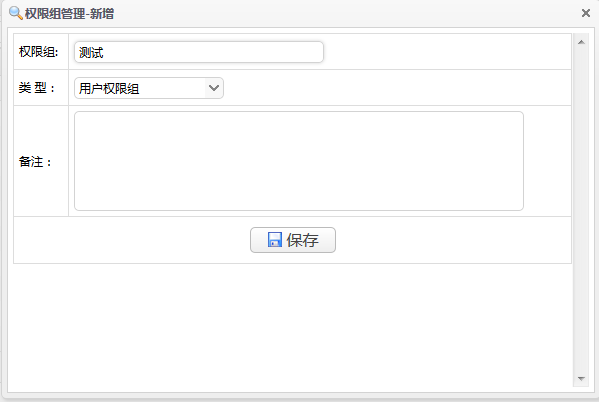 权限组管理-新增
权限组: 测试
类 型： 用户权限组
备注：
保存